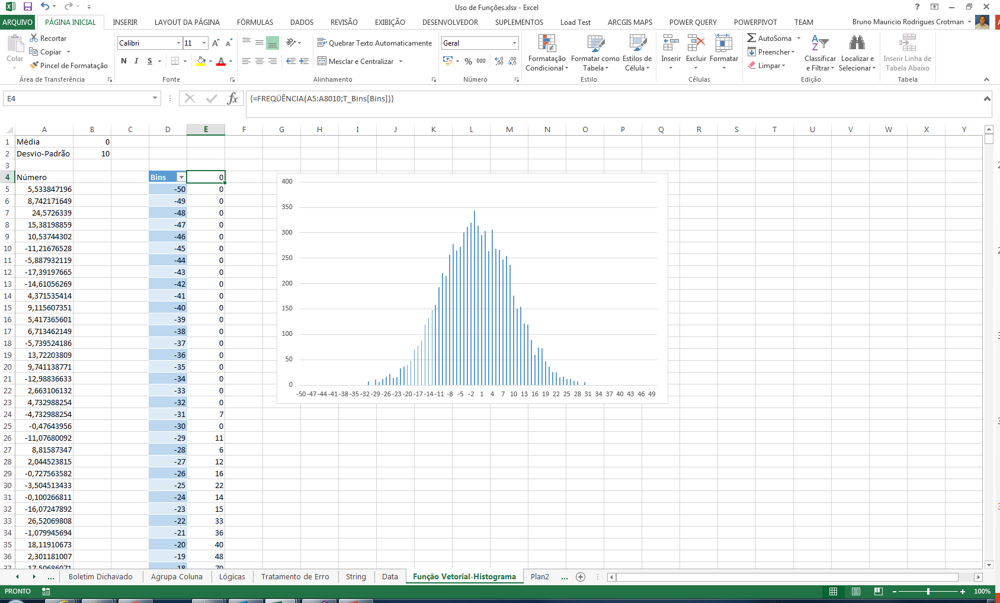 Uso de Funções.xlsx - Excel
ARQUIVO PÁGINA INICIAL INSERIR LAYOUT DA PÁGINA FÓRMULAS DADOS REVISÃO EXIBIÇÃO DESENVOLVEDOR SUPLEMENTOS Load Test ARCGIS MAPS POWER QUERY POWERPIVOT TEAM Bruno Mauricio Rodrigues Crotman
Colar
Recortar
Copiar
Pincel de Formatação
Área de Transferência
Calibri 11
N I S
Fonte
Quebrar Texto Automaticamente
Mesclar e Centralizar
Alinhamento
Geral
% 000
Número
Formatação Condicional
Formatar como Tabela
Estilos de Célula
Estilo
Inserir Excluir Formatar
Células
AutoSoma
Preencher
Limpar
Classificar e Filtrar
Localizar e Selecionar
Edição
Inserir Linha de Tabela Abaixo
Tabela
E4 fx {=FREQÜÊNCIA(A5:A8010;T_Bins[Bins])}
A B C D E F G H I J K L M N O P Q R S T U V W X Y
1 Média 0
2 Desvio-Padrão 10
3
4 Número Bins 0
5 5,533847196 -50 0
6 8,742171649 -49 0
7 24,5726339 -48 0
8 15,38198859 -47 0
9 10,53744302 -46 0
10 -11,21676528 -45 0
11 -5,887932119 -44 0
12 -17,39197665 -43 0
13 -14,61056269 -42 0
14 4,371535414 -41 0
15 9,115607351 -40 0
16 5,417365601 -39 0
17 6,713462149 -38 0
18 -5,739524186 -37 0
19 13,72203809 -36 0
20 9,741138771 -35 0
21 -12,98836633 -34 0
22 2,663106132 -33 0
23 4,732988254 -32 0
24 -4,732988254 -31 7
25 -0,47643956 -30 0
26 -11,07680092 -29 11
27 8,81587347 -28 6
28 2,044523815 -27 12
29 -0,727563582 -26 16
30 -3,504513433 -25 22
31 -0,100266811 -24 14
32 -16,07247892 -23 15
33 26,52069808 -22 33
34 -1,079945694 -21 36
35 18,11910673 -20 40
36 2,301181007 -19 48
37 17,50686071 -18 70
400
350
300
250
200
150
100
50
0
-50 -47 -44 -41 -38 -35 -32 -29 -26 -23 -20 -17 -14 -11 -8 -5 -2 1 4 7 10 13 16 19 22 25 28 31 34 37 40 43 46 49
... Boletim Dichavado Agrupa Coluna Lógicas Tratamento de Erro String Data Função Vetorial-Histograma Plan2 ...
PRONTO 100%